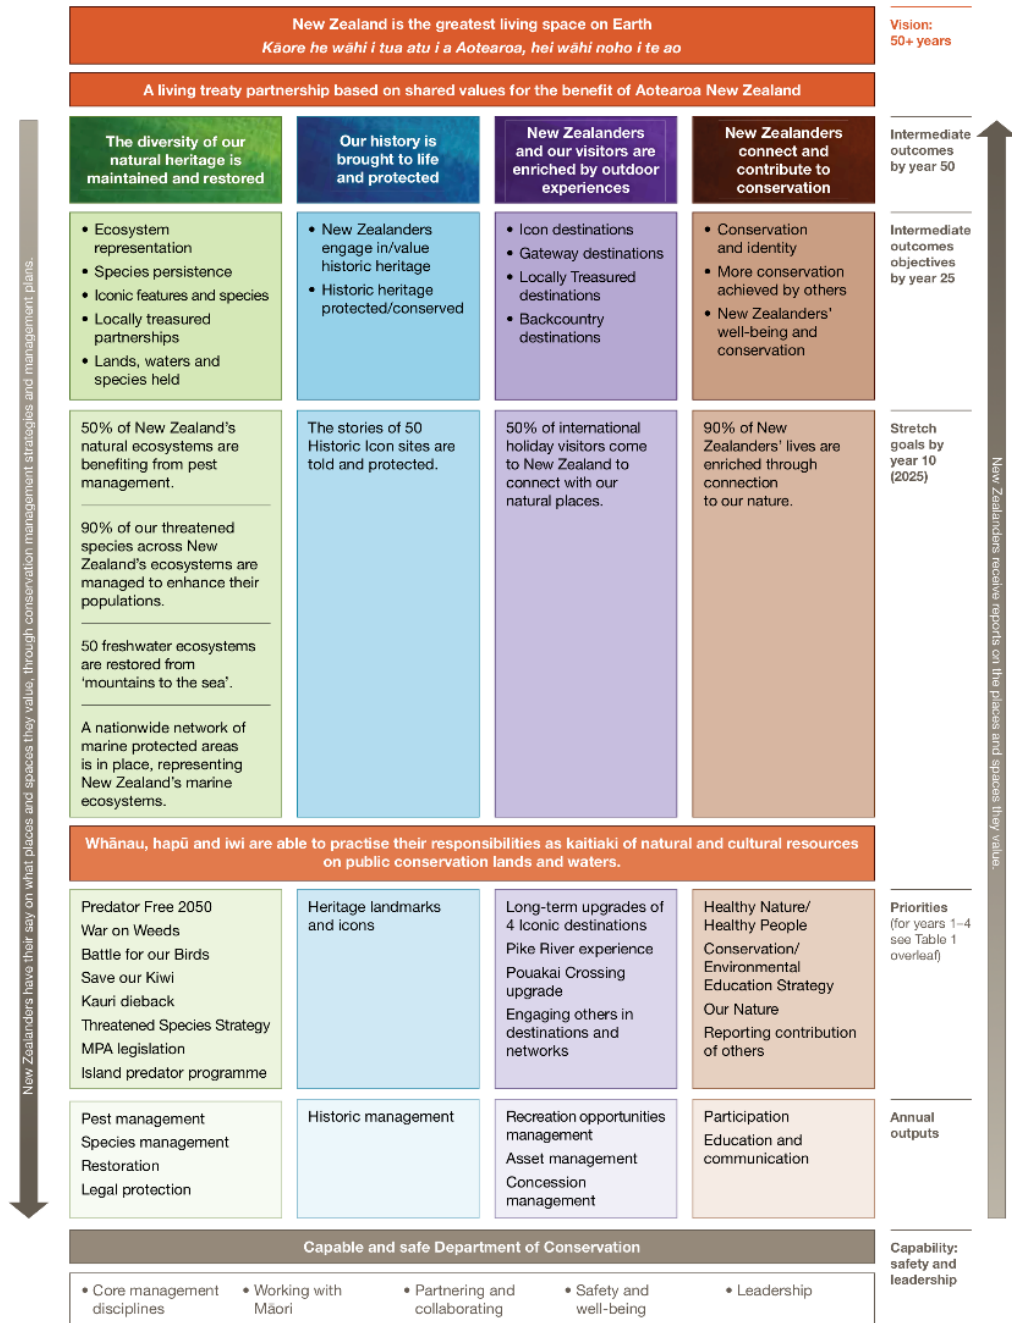 New Zealand is the greatest living space on Earth
Kāore he wāhi i tua atu i a Aotearoa, hei wāhi noho i te ao
Vision:
50+ years
A living treaty partnership based on shared values for the benefit of Aotearoa New Zealand
The diversity of our
natural heritage is
maintained and restored
Our history is
brought to life
and protected
New Zealanders
and our visitors are
enriched by outdoor
experiences
New Zealanders
connect and
contribute to
conservation
Intermediate
outcomes
by year 50
• Ecosystem
representation
• Species persistence
• Iconic features and species
• Locally treasured
partnerships
• Lands, waters and
species held
• New Zealanders
engage in/value
historic heritage
• Historic heritage
protected/conserved
• Icon destinations
• Gateway destinations
• Locally Treasured
destinations
• Backcountry
destinations
• Conservation
and identity
• More conservation
achieved by others
• New Zealanders'
well-being and
conservation
Intermediate
outcomes
objectives
by year 25
50% of New Zealand's
natural ecosystems are
benefiting from pest
management.
90% of our threatened
species across New
Zealand's ecosystems are
managed to enhance their
populations.
50 freshwater ecosystems
are restored from
'mountains to the sea'.
A nationwide network of
marine protected areas
is in place, representing
New Zealand's marine
ecosystems.
The stories of 50
Historic Icon sites are
told and protected.
50% of international
holiday visitors come
to New Zealand to
connect with our
natural places.
90% of New
Zealanders' lives are
enriched through
connection
to our nature.
Stretch
goals by
year 10
(2025)
Whānau, hapū and iwi are able to practise their responsibilities as kaitiaki of natural and cultural resources
on public conservation lands and waters.
Predator Free 2050
War on Weeds
Battle for our Birds
Save our Kiwi
Kauri dieback
Threatened Species Strategy
MPA legislation
Island predator programme
Heritage landmarks
and icons
Long-term upgrades of
4 Iconic destinations
Pike River experience
Pouakai Crossing
upgrade
Engaging others in
destinations and
networks
Healthy Nature/
Healthy People
Conservation/
Environmental
Education Strategy
Our Nature
Reporting contribution
of others
Priorities
(for years 1–4
see Table 1
overleaf)
Pest management
Species management
Restoration
Legal protection
Historic management
Recreation opportunities
management
Asset management
Concession
management
Participation
Education and
communication
Annual
outputs
Capable and safe Department of Conservation
Capability:
safety and
leadership
• Core management
disciplines
• Working with
Māori
• Partnering and
collaborating
• Safety and
well-being
• Leadership
New Zealanders have their say on what places and spaces they value, through conservation management strategies and management plans.
New Zealanders receive reports on the places and spaces they value.